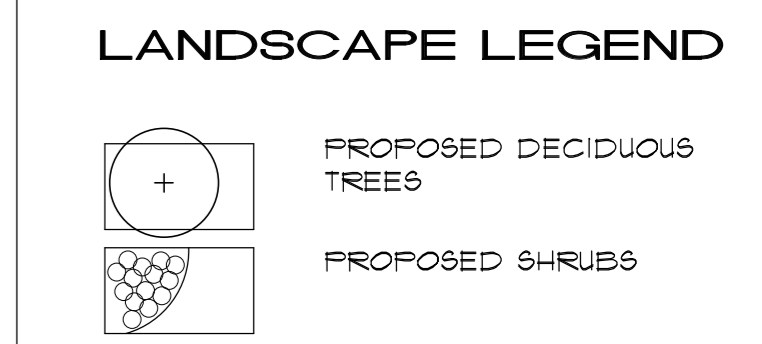 LANDSCAPE LEGEND
PROPOSED DECIDUOUS
TREES
PROPOSED SHRUBS